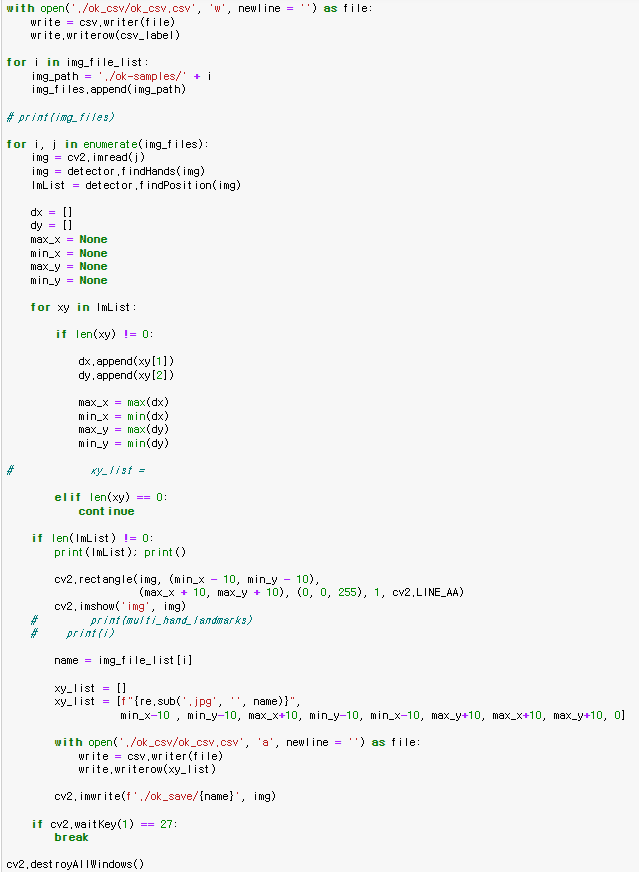 with open('./ok_csv/ok_csv.csv', 'w', newline = '') as file:
    write = csv.writer(file)
    write.writerow(csv_label)

for i in img_file_list:
    img_path = './ok-samples/' + i
    img_files.append(img_path)

# print(img_files)

for i, j in enumerate(img_files):
    img = cv2.imread(j)
    img = detector.findHands(img)
    lmList = detector.findPosition(img)

    dx = []
    dy = []
    max_x = None
    min_x = None
    max_y = None
    min_y = None

    for xy in lmList:

        if len(xy) != 0:

            dx.append(xy[1])
            dy.append(xy[2])

            max_x = max(dx)
            min_x = min(dx)
            max_y = max(dy)
            min_y = min(dy)

#             xy_list =

        elif len(xy) == 0:
            continue

    if len(lmList) != 0:
        print(lmList); print()

        cv2.rectangle(img, (min_x - 10, min_y - 10),
                      (max_x + 10, max_y + 10), (0, 0, 255), 1, cv2.LINE_AA)
        cv2.imshow('img', img)
    #         print(multi_hand_landmarks)
    #     print(i)

        name = img_file_list[i]

        xy_list = []
        xy_list = [f"{re.sub('.jpg', '', name)}",
                   min_x-10 , min_y-10, max_x+10, min_y-10, min_x-10, max_y+10, max_x+10, max_y+10, 0]

        with open('./ok_csv/ok_csv.csv', 'a', newline = '') as file:
            write = csv.writer(file)
            write.writerow(xy_list)

        cv2.imwrite(f'./ok_save/{name}', img)

    if cv2.waitKey(1) == 27:
        break

cv2.destroyAllWindows()